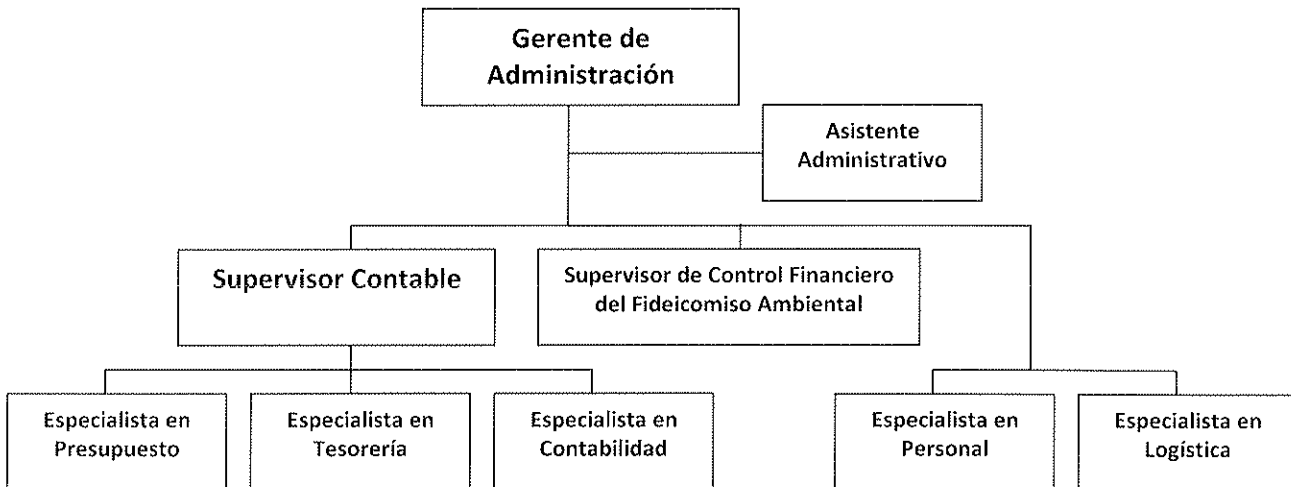 Gerente de
Administración
Asistente
Administrativo
Supervisor Contable
Supervisor de Control Financiero
del Fideicomiso Ambiental
Especialista en
Presupuesto
Especialista en
Tesorería
Especialista en
Contabilidad
Especialista en
Personal
Especialista en
Logística